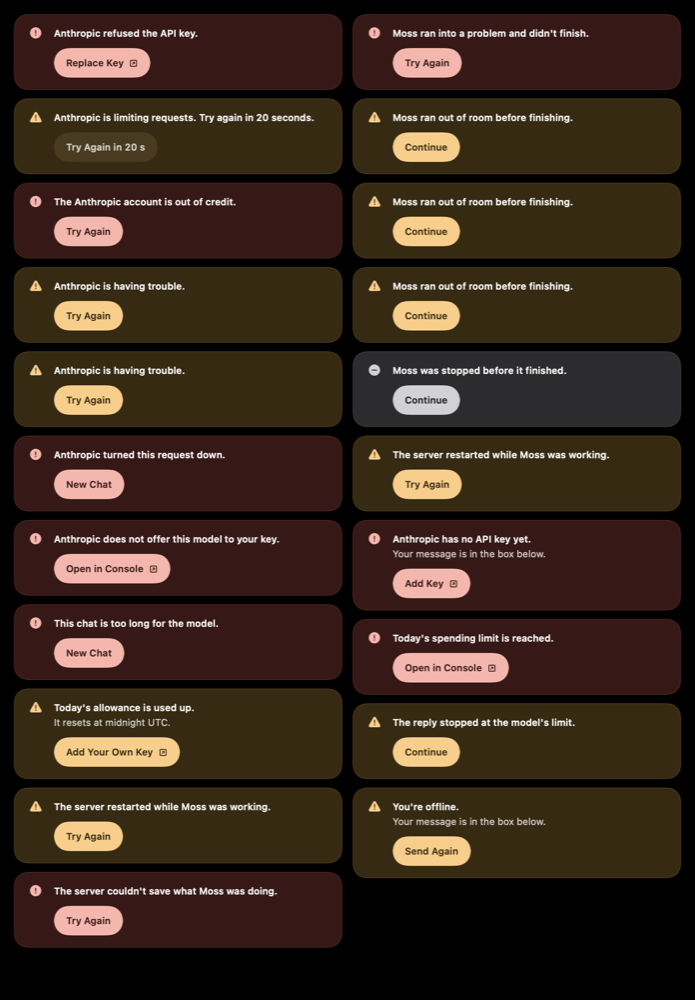 Anthropic refused the API key.
Replace Key
Anthropic is limiting requests. Try again in 20 seconds.
Try Again in 20 s
The Anthropic account is out of credit.
Try Again
Anthropic is having trouble.
Try Again
Anthropic is having trouble.
Try Again
Anthropic turned this request down.
New Chat
Anthropic does not offer this model to your key.
Open in Console
This chat is too long for the model.
New Chat
Today's allowance is used up.
It resets at midnight UTC.
Add Your Own Key
The server restarted while Moss was working.
Try Again
The server couldn't save what Moss was doing.
Try Again
Moss ran into a problem and didn't finish.
Try Again
Moss ran out of room before finishing.
Continue
Moss ran out of room before finishing.
Continue
Moss ran out of room before finishing.
Continue
Moss was stopped before it finished.
Continue
The server restarted while Moss was working.
Try Again
Anthropic has no API key yet.
Your message is in the box below.
Add Key
Today's spending limit is reached.
Open in Console
The reply stopped at the model's limit.
Continue
You're offline.
Your message is in the box below.
Send Again